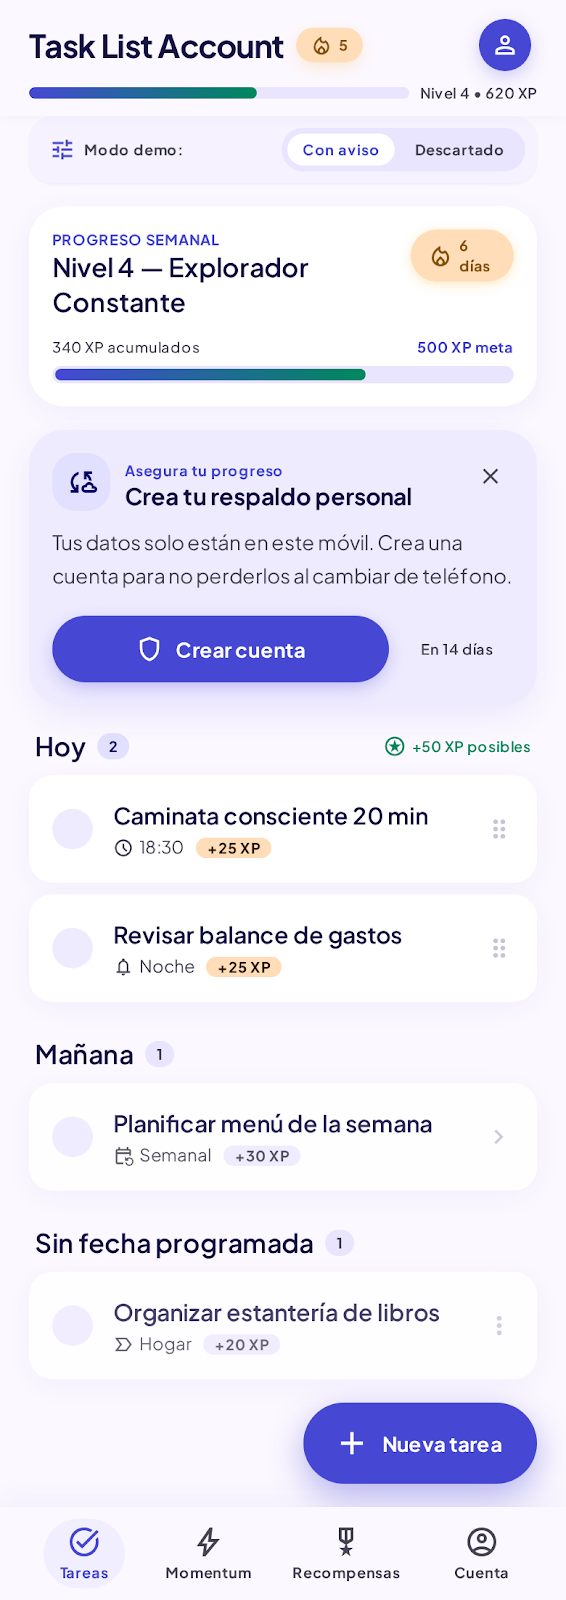 Task List Account
5
Nivel 4 • 620 XP
Modo demo:
Con aviso
Descartado
PROGRESO SEMANAL
Nivel 4 — Explorador
Constante
6
días
340 XP acumulados
500 XP meta
Asegura tu progreso
Crea tu respaldo personal
Tus datos solo están en este móvil. Crea una
cuenta para no perderlos al cambiar de teléfono.
Crear cuenta
En 14 días
Hoy 2
+50 XP posibles
Caminata consciente 20 min
18:30 +25 XP
Revisar balance de gastos
Noche +25 XP
Mañana 1
Planificar menú de la semana
Semanal +30 XP
Sin fecha programada 1
Organizar estantería de libros
Hogar +20 XP
Nueva tarea
Tareas
Momentum
Recompensas
Cuenta